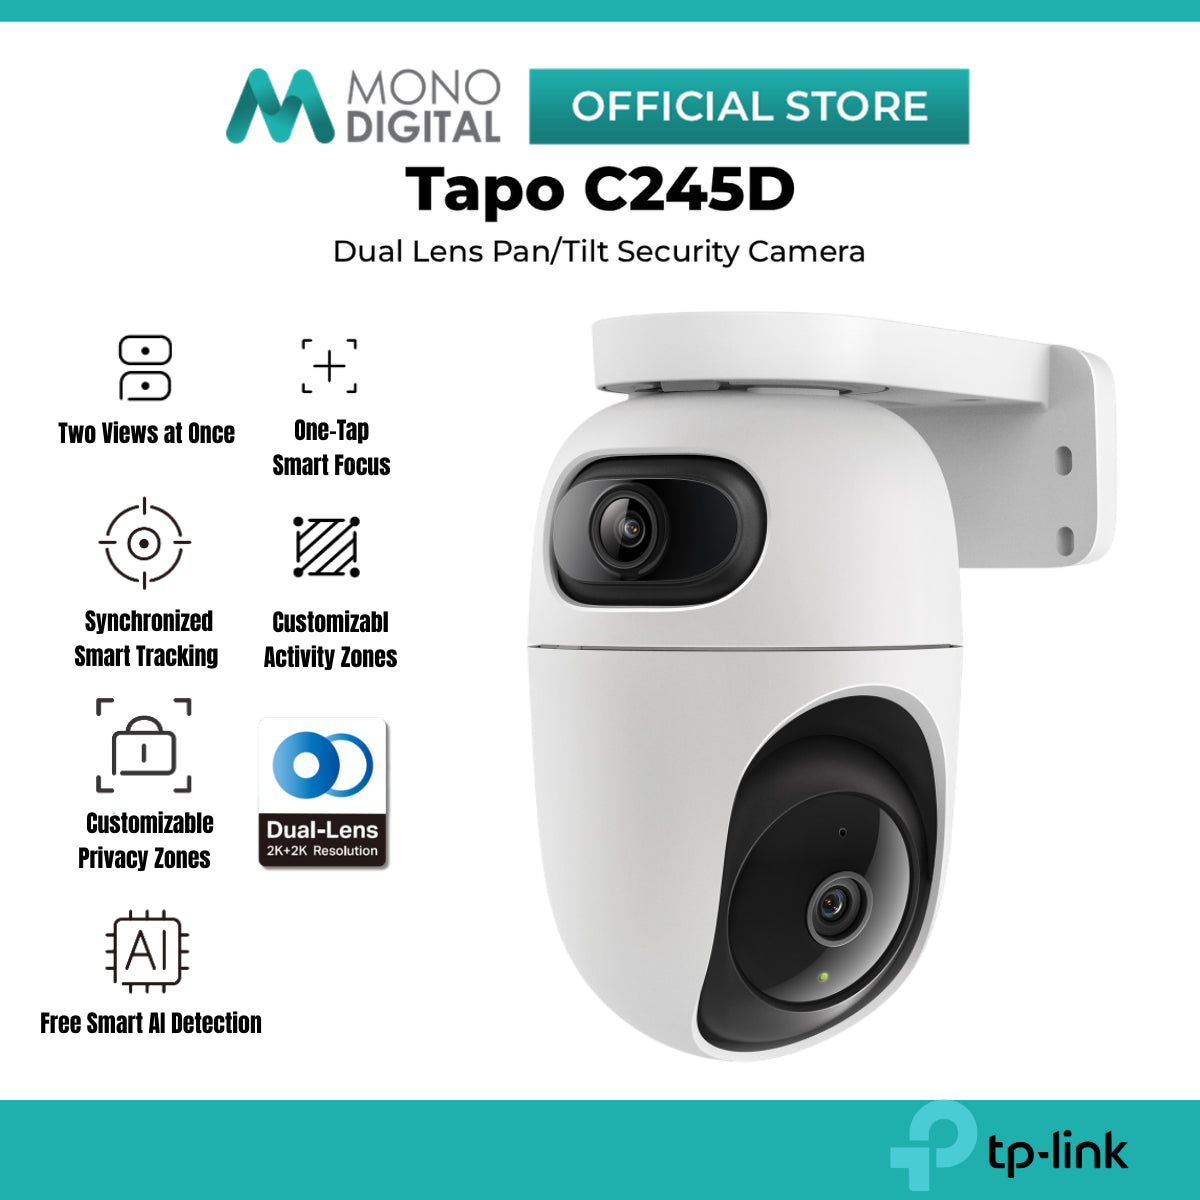 MONO
DIGITAL
OFFICIAL STORE
Tapo C245D
Dual Lens Pan/Tilt Security Camera
Two Views at Once
One-Tap
Smart Focus
Synchronized
Smart Tracking
Customizabl
Activity Zones
Customizable
Privacy Zones
Dual-Lens
2K+2K Resolution
AI
Free Smart AI Detection
tp-link